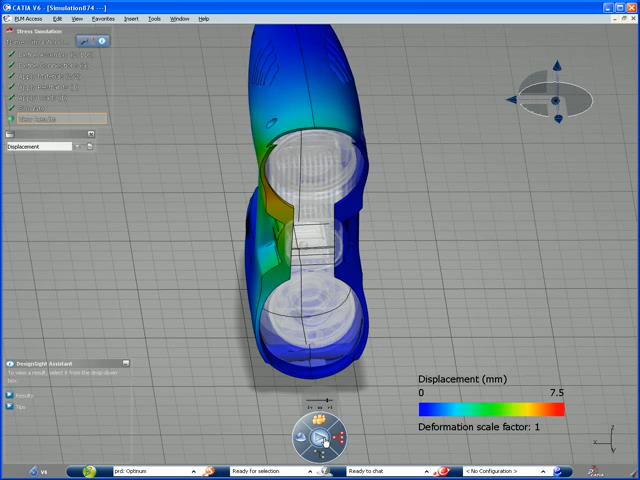 CATIA V6 - [Simulation874 ---]
PLM Access Edit View Favorites Insert Tools Window Help
Stress Simulation
Displacement
DesignSight Assistant
To view a result, select it from the drop-down
Results
Tips
Displacement (mm)
0 7.5
Deformation scale factor: 1
V6
prd: Optimum
Ready for selection
Ready to chat
< No Configuration >